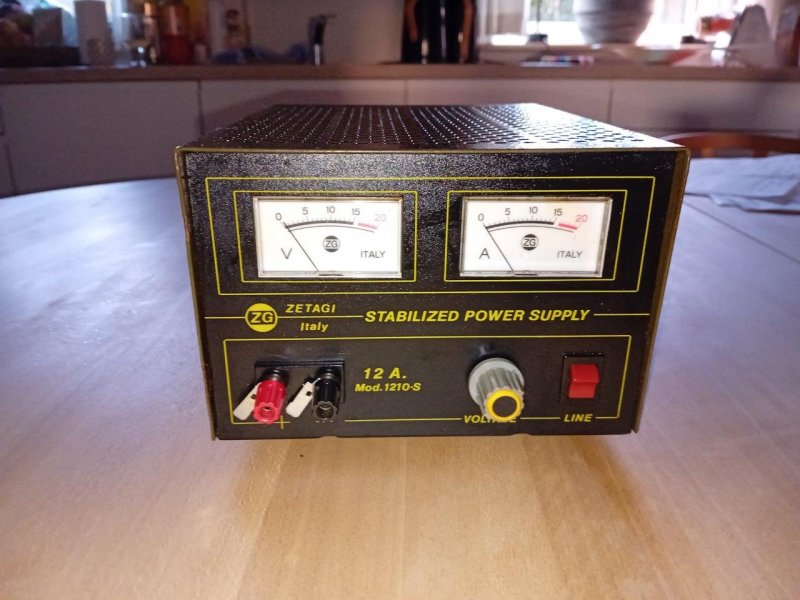 0 5 10 15 20
V ZG ITALY
0 5 10 15 20
A ZG ITALY
ZG ZETAGI
Italy
STABILIZED POWER SUPPLY
12 A.
Mod.1210-S
+
VOLTAGE
LINE